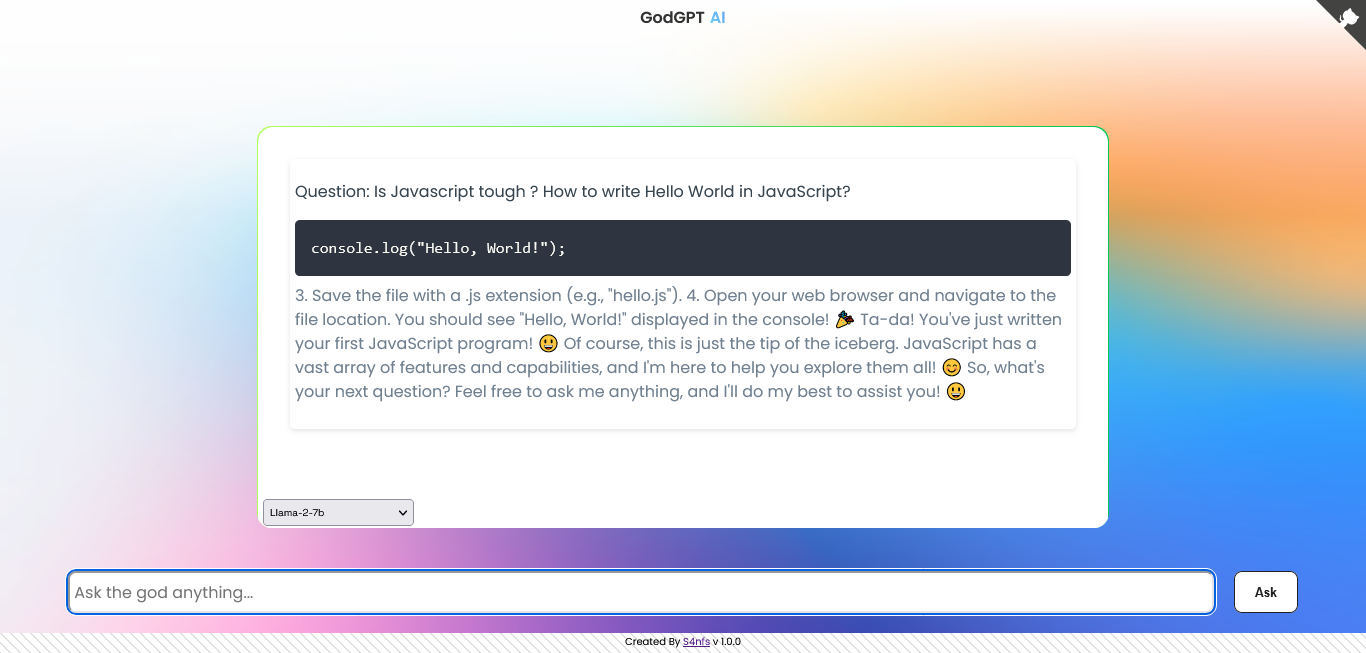 GodGPT AI
Question: Is Javascript tough ? How to write Hello World in JavaScript?
console.log("Hello, World!");
3. Save the file with a .js extension (e.g., "hello.js"). 4. Open your web browser and navigate to the
file location. You should see "Hello, World!" displayed in the console! 🎉 Ta-da! You've just written
your first JavaScript program! 😃 Of course, this is just the tip of the iceberg. JavaScript has a
vast array of features and capabilities, and I'm here to help you explore them all! 😊 So, what's
your next question? Feel free to ask me anything, and I'll do my best to assist you! 😃
Llama-2-7b
Ask the god anything...
Ask
Created By S4nfs v 1.0.0